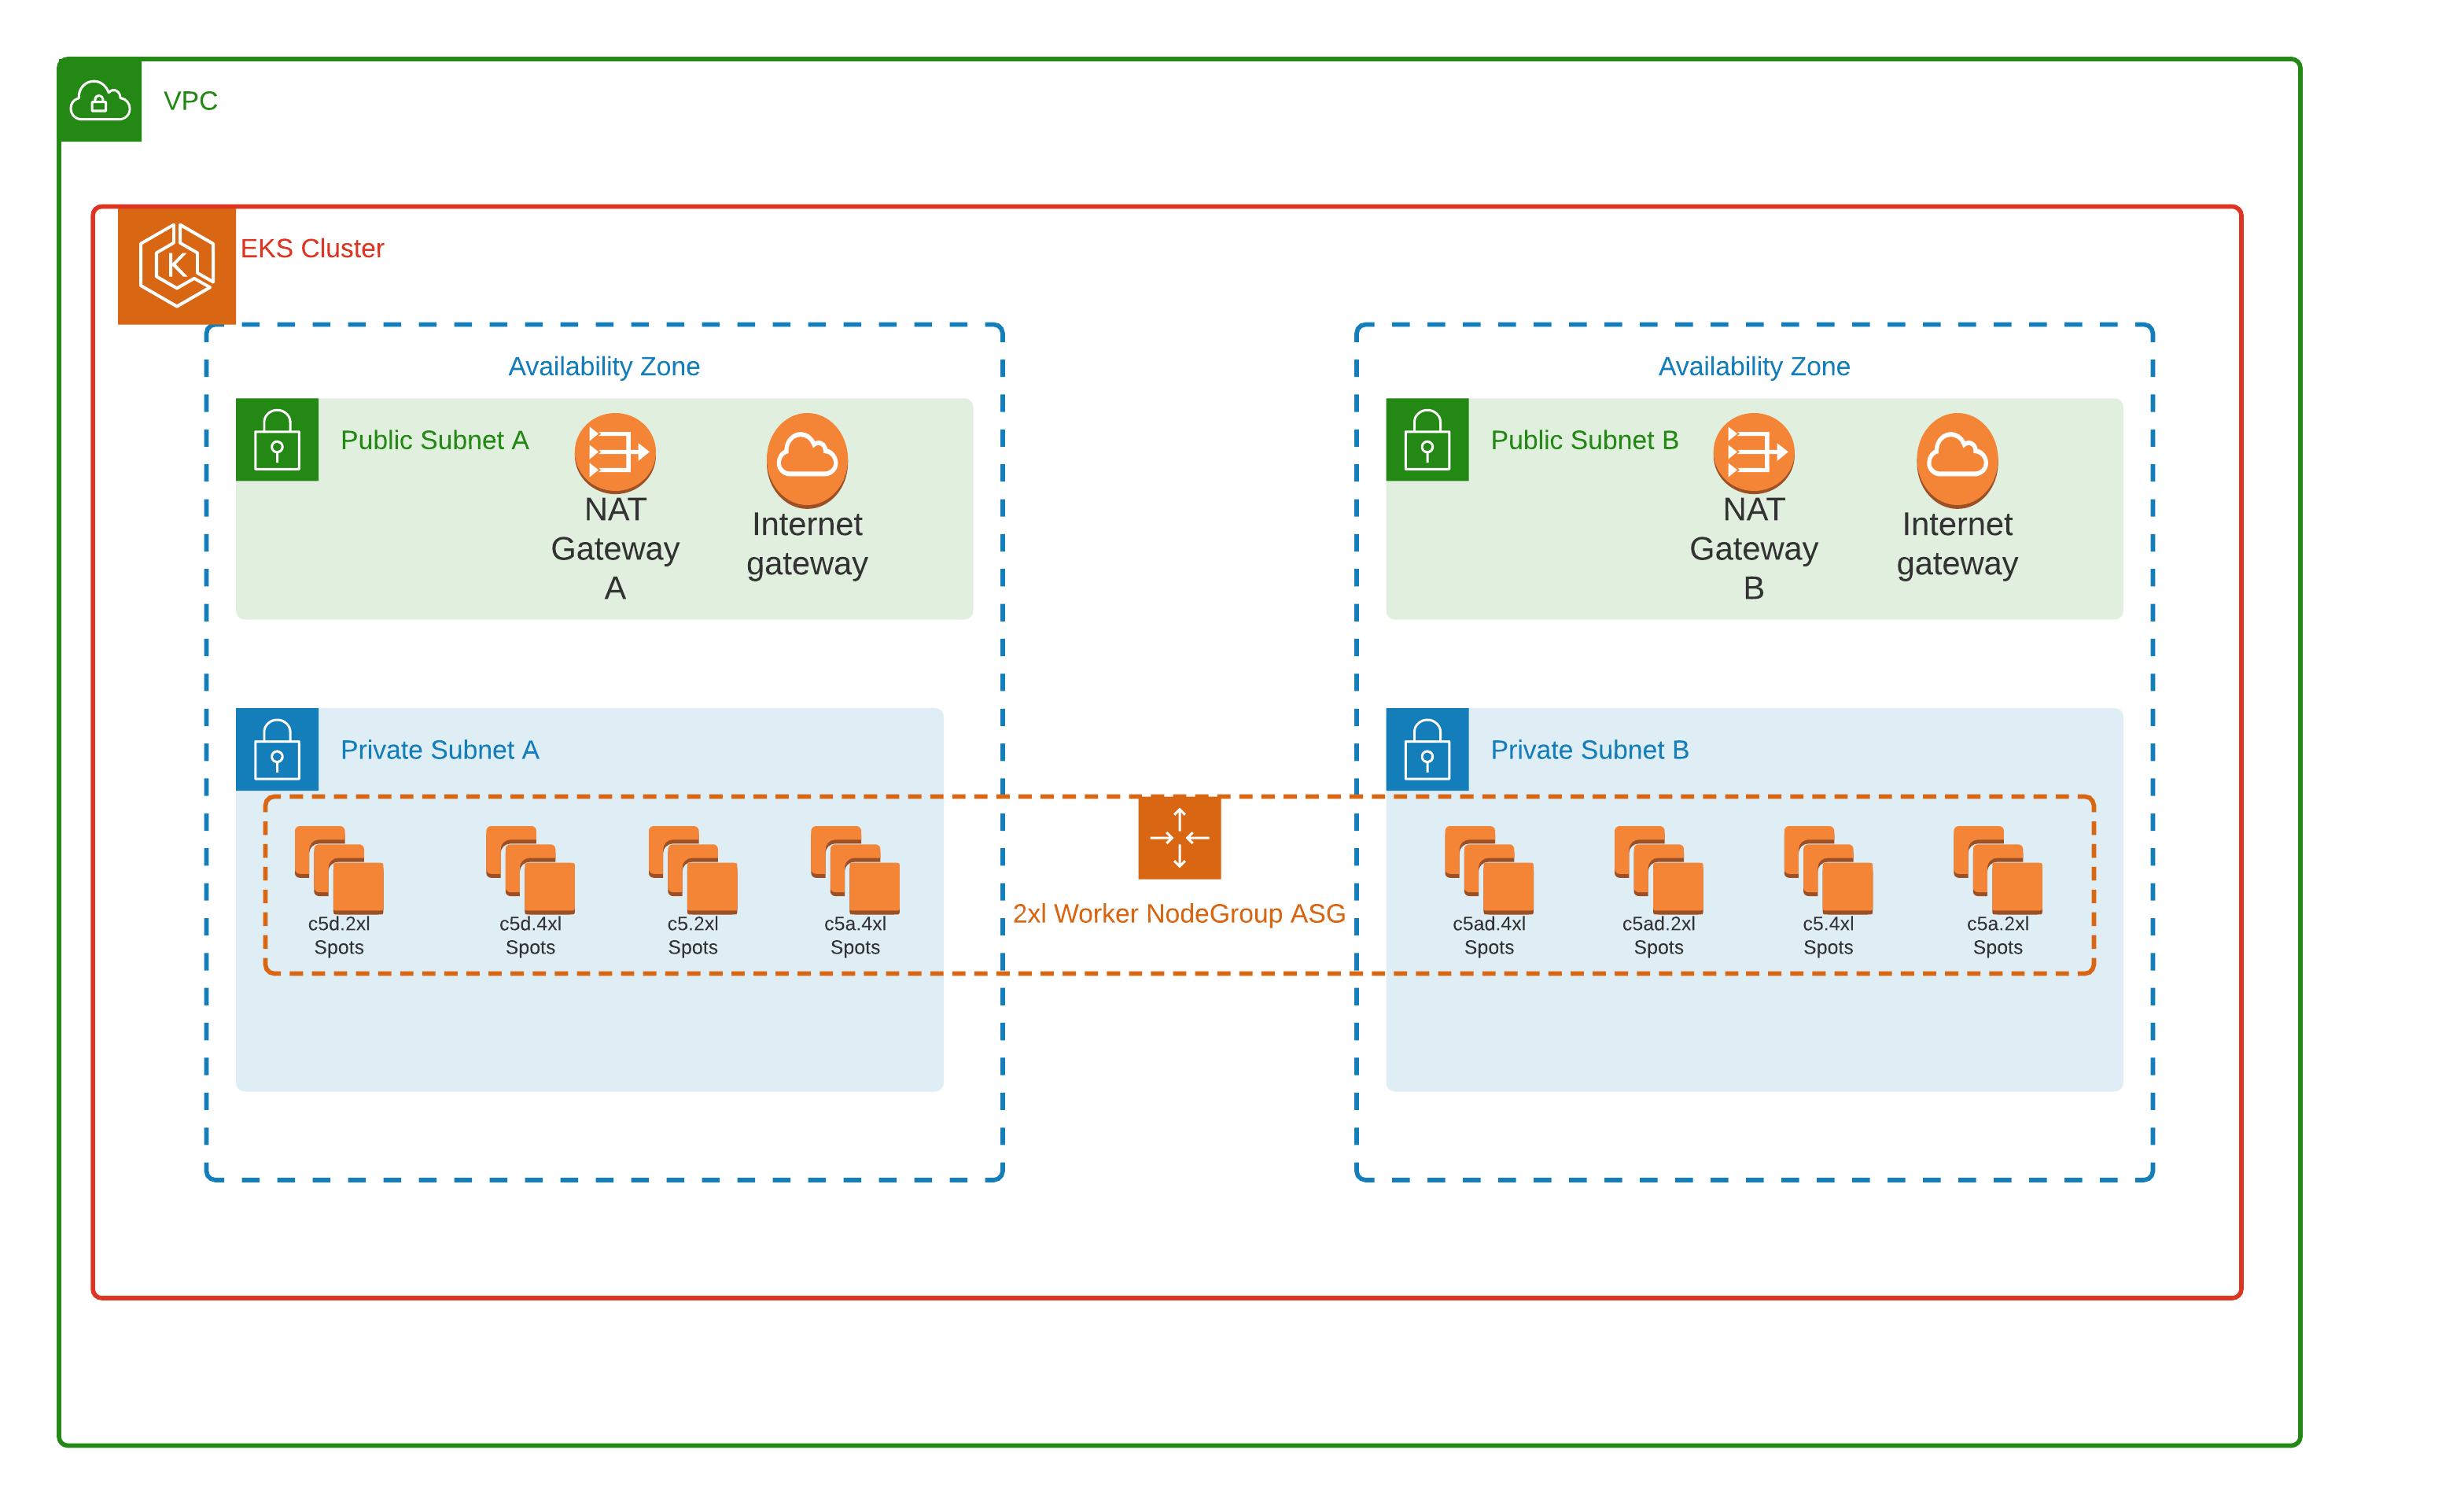 VPC
EKS Cluster
Availability Zone
Public Subnet A
NAT
Gateway
A
Internet
gateway
Private Subnet A
c5d.2xl
Spots
c5d.4xl
Spots
c5.2xl
Spots
c5a.4xl
Spots
2xl Worker NodeGroup ASG
Availability Zone
Public Subnet B
NAT
Gateway
B
Internet
gateway
Private Subnet B
c5ad.4xl
Spots
c5ad.2xl
Spots
c5.4xl
Spots
c5a.2xl
Spots